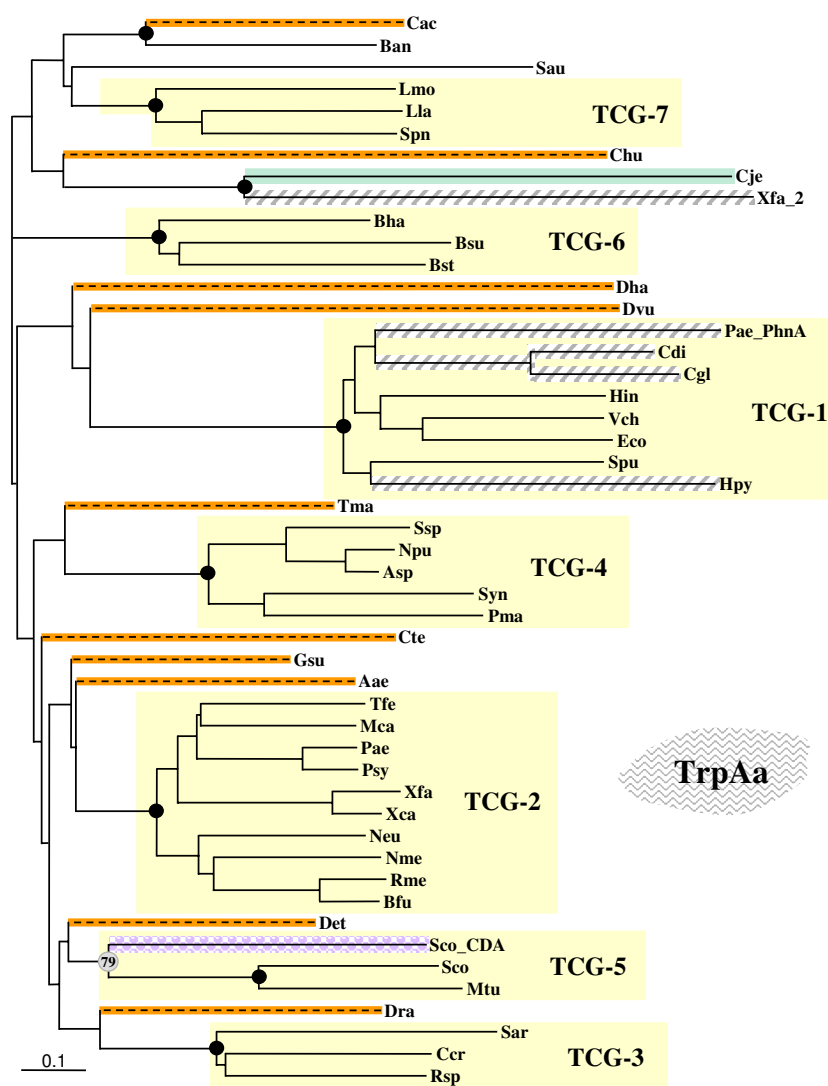 Cac
Ban
Sau
Lmo
Lla
TCG-7
Spn
Chu
Cje
Xfa_2
Bha
Bsu
TCG-6
Bst
Dha
Dvu
Pae_PhnA
Cdi
Cgl
Hin
TCG-1
Vch
Eco
Spu
Hpy
Tma
Ssp
Npu
TCG-4
Asp
Syn
Pma
Cte
Gsu
Aae
Tfe
Mca
Pae
Psy
TrpAa
Xfa
TCG-2
Xca
Neu
Nme
Rme
Bfu
Det
Sco_CDA
79
Sco
TCG-5
Mtu
Dra
Sar
Ccr
TCG-3
Rsp
0.1